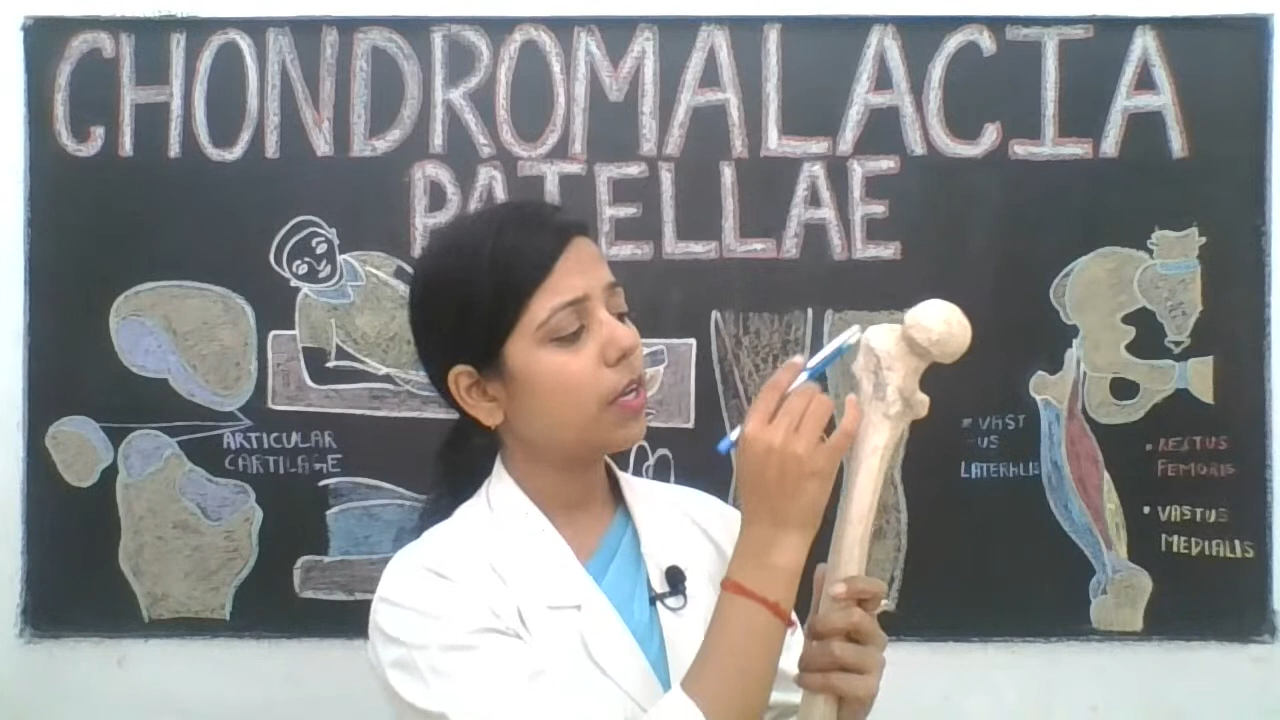 CHONDROMALACIA
PATELLAE
ARTICULAR
CARTILAGE
VAST
-US
LATERALIS
• RECTUS
FEMORIS
• VASTUS
MEDIALIS